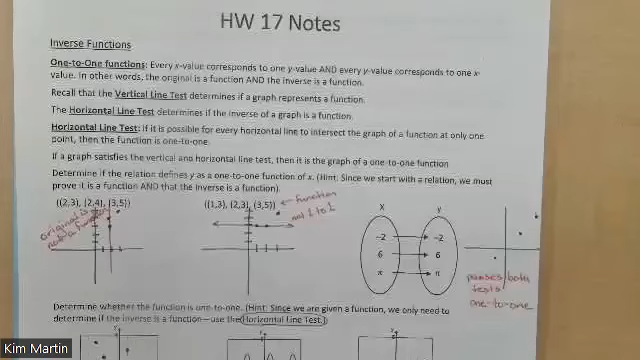 HW 17 Notes
Inverse Functions
One-to-One functions: Every x-value corresponds to one y-value AND every y-value corresponds to one x-
value. In other words, the original is a function AND the inverse is a function.
Recall that the Vertical Line Test determines if a graph represents a function.
The Horizontal Line Test determines if the inverse of a graph is a function.
Horizontal Line Test: If it is possible for every horizontal line to intersect the graph of a function at only one
point, then the function is one-to-one.
If a graph satisfies the vertical and horizontal line test, then it is the graph of a one-to-one function
Determine if the relation defines y as a one-to-one function of x. (Hint: Since we start with a relation, we must
prove it is a function AND that the inverse is a function).
{(2,3), (2,4), (3,5)}
original is
not a function
{(1,3), (2,3), (3,5)}
function
not 1 to 1
X y
-2 -2
6 6
π π
passes both
tests
one-to-one
Determine whether the function is one-to-one. (Hint: Since we are given a function, we only need to
determine if the inverse is a function—use the Horizontal Line Test.)
y
y
y
Kim Martin